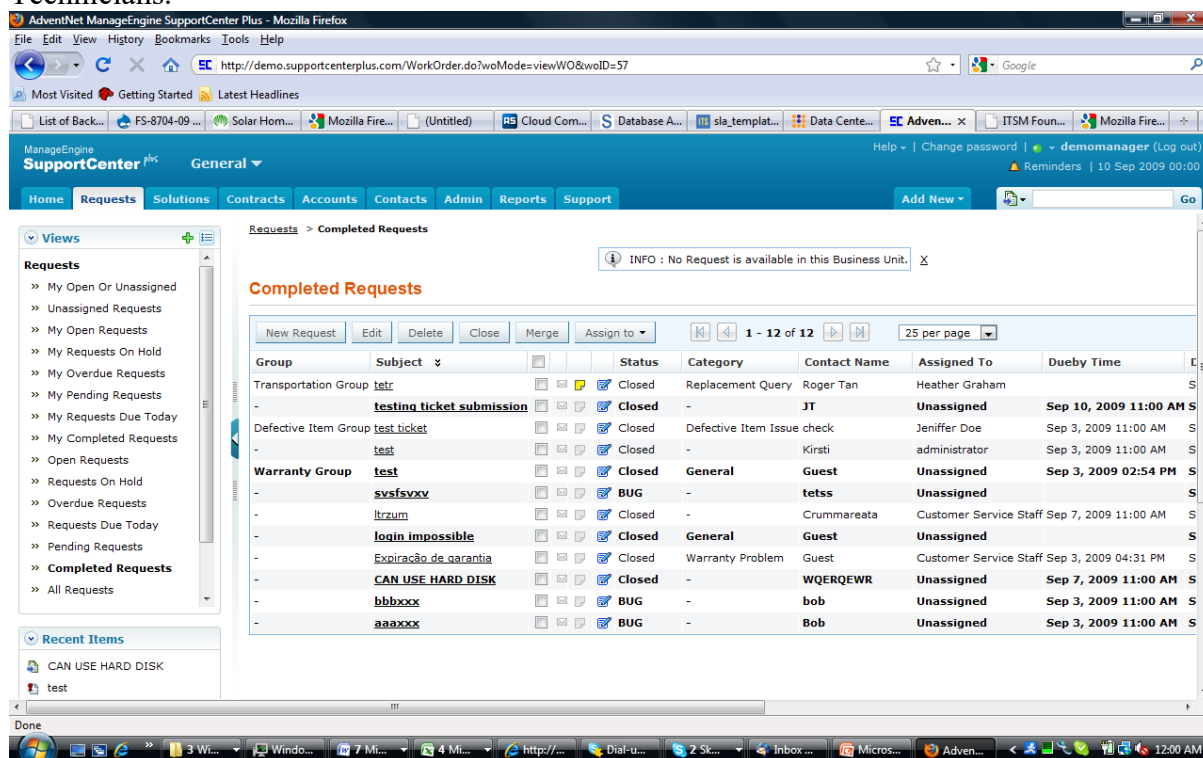 Technicians.
AdventNet ManageEngine SupportCenter Plus - Mozilla Firefox
File Edit View History Bookmarks Tools Help
http://demo.supportcenterplus.com/WorkOrder.do?woMode=viewWO&woID=57
Google
Most Visited Getting Started Latest Headlines
List of Back... FS-8704-09 ... Solar Hom... Mozilla Fire... (Untitled) Cloud Com... Database A... sla_templat... Data Cente... Adven... ITSM Foun... Mozilla Fire...
ManageEngine
SupportCenter plus General
Help Change password | demomanager (Log out)
Reminders | 10 Sep 2009 00:00
Home Requests Solutions Contracts Accounts Contacts Admin Reports Support Add New Go
Views
Requests
» My Open Or Unassigned
» Unassigned Requests
» My Open Requests
» My Requests On Hold
» My Overdue Requests
» My Pending Requests
» My Requests Due Today
» My Completed Requests
» Open Requests
» Requests On Hold
» Overdue Requests
» Requests Due Today
» Pending Requests
» Completed Requests
» All Requests
Recent Items
CAN USE HARD DISK
test
Requests > Completed Requests
INFO : No Request is available in this Business Unit. X
Completed Requests
New Request Edit Delete Close Merge Assign to 1 - 12 of 12 25 per page
Group Subject Status Category Contact Name Assigned To Dueby Time
Transportation Group tetr Closed Replacement Query Roger Tan Heather Graham S
- testing ticket submission Closed - JT Unassigned Sep 10, 2009 11:00 AM S
Defective Item Group test ticket Closed Defective Item Issue check Jeniffer Doe Sep 3, 2009 11:00 AM S
- test Closed - Kirsti administrator Sep 3, 2009 11:00 AM S
Warranty Group test Closed General Guest Unassigned Sep 3, 2009 02:54 PM S
- svsfsvxv BUG - tetss Unassigned S
- ltrzum Closed - Crummareata Customer Service Staff Sep 7, 2009 11:00 AM S
- login impossible Closed General Guest Unassigned S
- Expiração de garantia Closed Warranty Problem Guest Customer Service Staff Sep 3, 2009 04:31 PM S
- CAN USE HARD DISK Closed - WQERQEWR Unassigned Sep 7, 2009 11:00 AM S
- bbbxxx BUG - bob Unassigned Sep 3, 2009 11:00 AM S
- aaaxxx BUG - Bob Unassigned Sep 3, 2009 11:00 AM S
Done
3 Wi... Windo... 7 Mi... 4 Mi... http://... Dial-u... 2 Sk... Inbox ... Micros... Adven... 12:00 AM